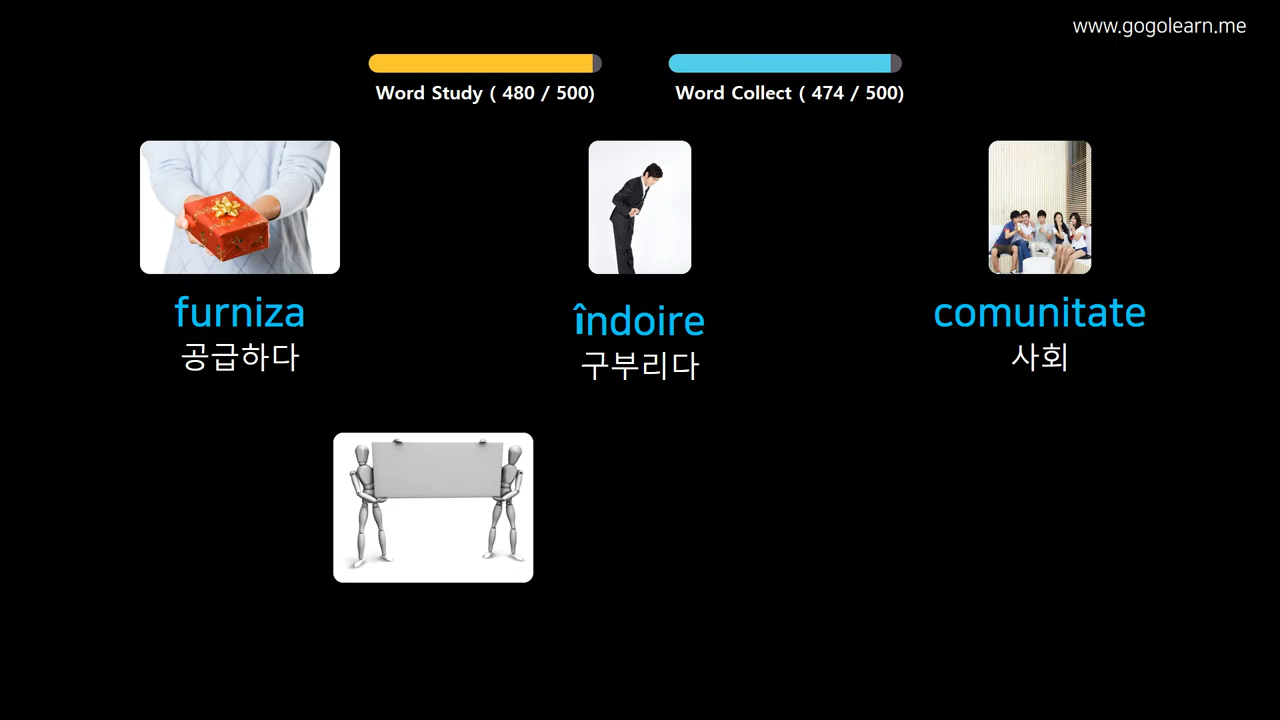 www.gogolearn.me
Word Study ( 480 / 500)
Word Collect ( 474 / 500)
furniza
공급하다
îndoire
구부리다
comunitate
사회